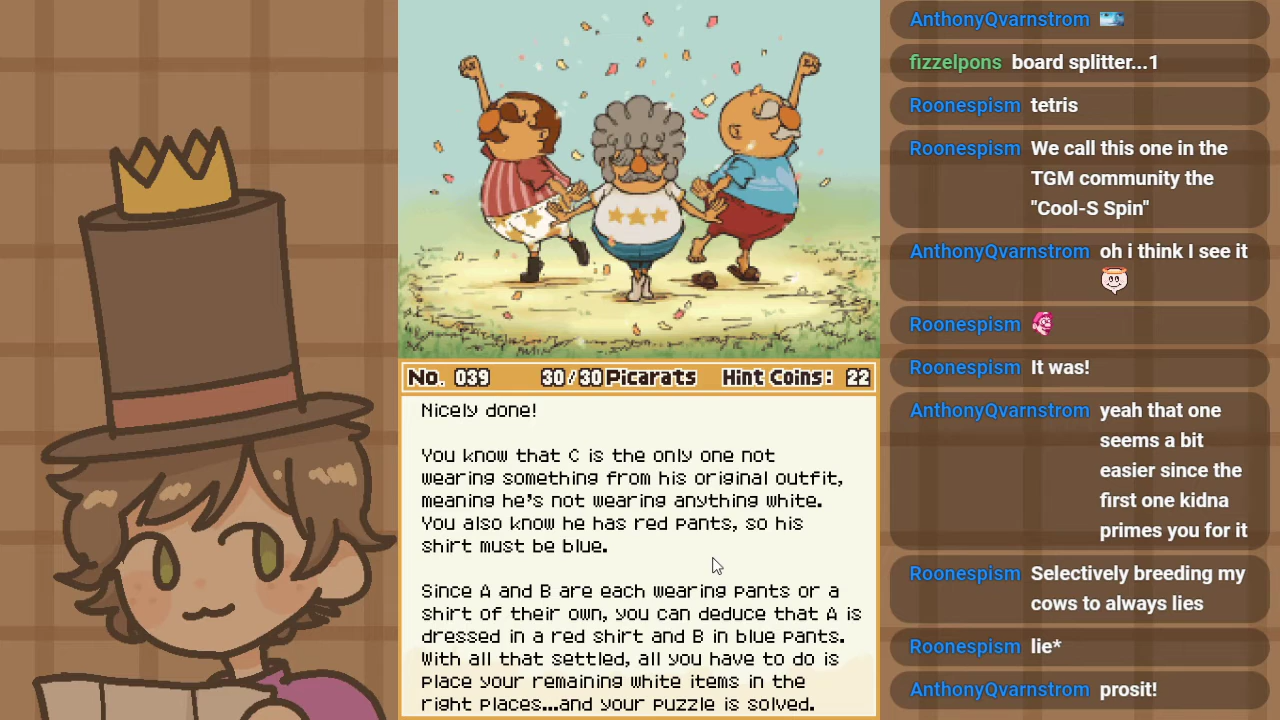 No. 039 30/30 Picarats Hint Coins: 22
Nicely done!
You know that C is the only one not
wearing something from his original outfit,
meaning he's not wearing anything white.
You also know he has red pants, so his
shirt must be blue.
Since A and B are each wearing pants or a
shirt of their own, you can deduce that A is
dressed in a red shirt and B in blue pants.
With all that settled, all you have to do is
place your remaining white items in the
right places...and your puzzle is solved.
AnthonyQvarnstrom
fizzelpons board splitter...1
Roonespism tetris
Roonespism We call this one in the
TGM community the
"Cool-S Spin"
AnthonyQvarnstrom oh i think I see it
Roonespism
Roonespism It was!
AnthonyQvarnstrom yeah that one
seems a bit
easier since the
first one kidna
primes you for it
Roonespism Selectively breeding my
cows to always lies
Roonespism lie*
AnthonyQvarnstrom prosit!